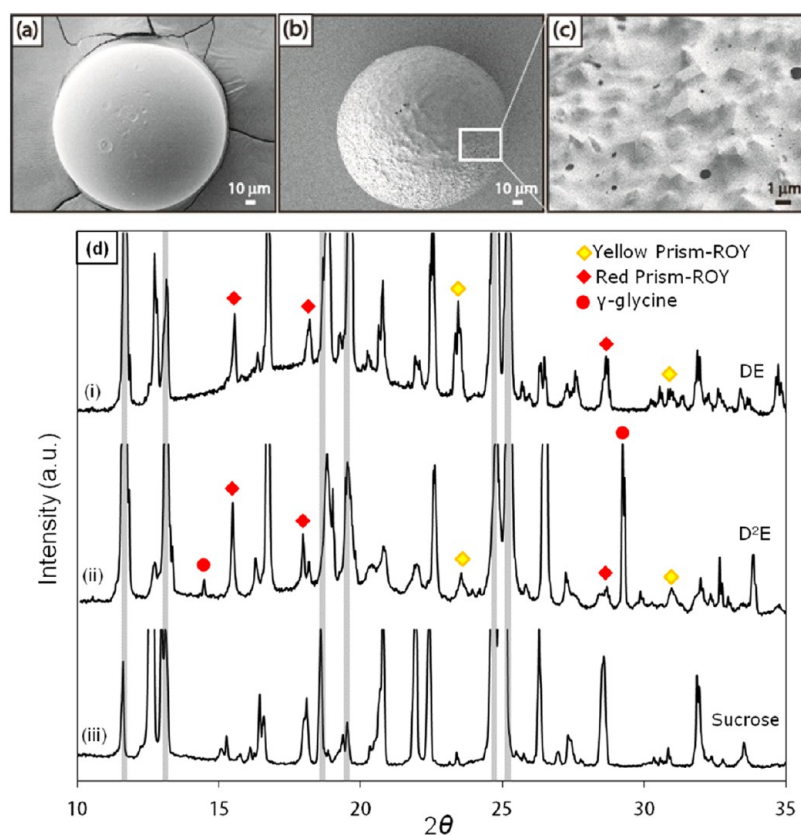 (a)
10 μm
(b)
10 μm
(c)
1 μm
(d)
Yellow Prism-ROY
Red Prism-ROY
γ-glycine
DE
(i)
D²E
(ii)
Sucrose
(iii)
Intensity (a.u.)
10 15 20 25 30 35
2θ